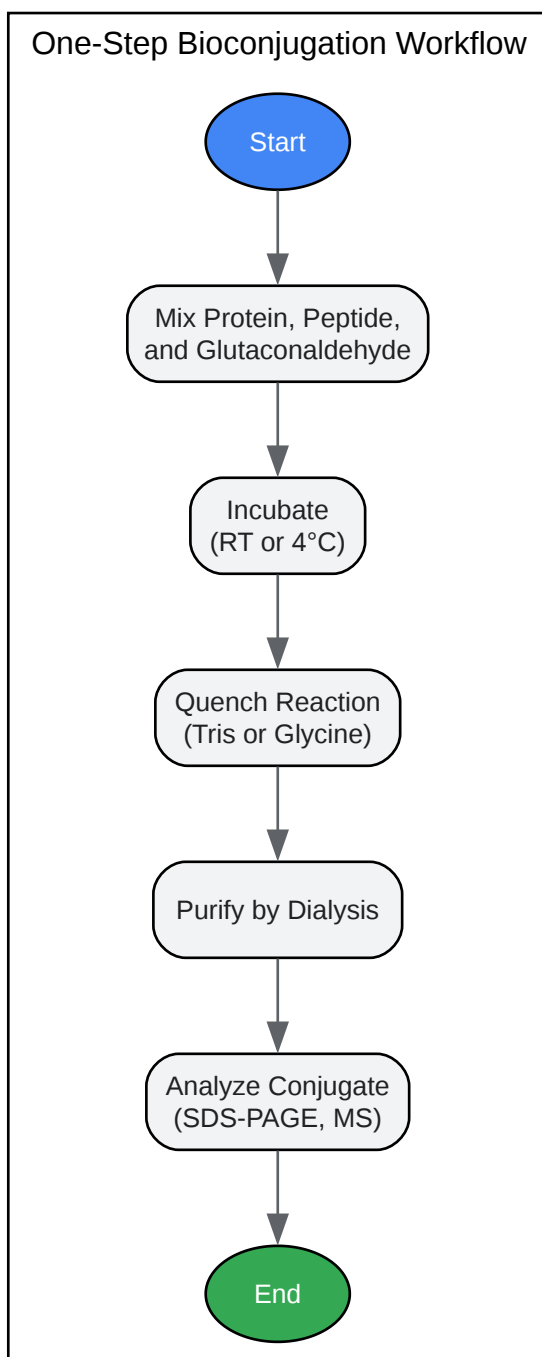 One-Step Bioconjugation Workflow
Start
Mix Protein, Peptide,
and Glutaconaldehyde
Incubate
(RT or 4°C)
Quench Reaction
(Tris or Glycine)
Purify by Dialysis
Analyze Conjugate
(SDS-PAGE, MS)
End